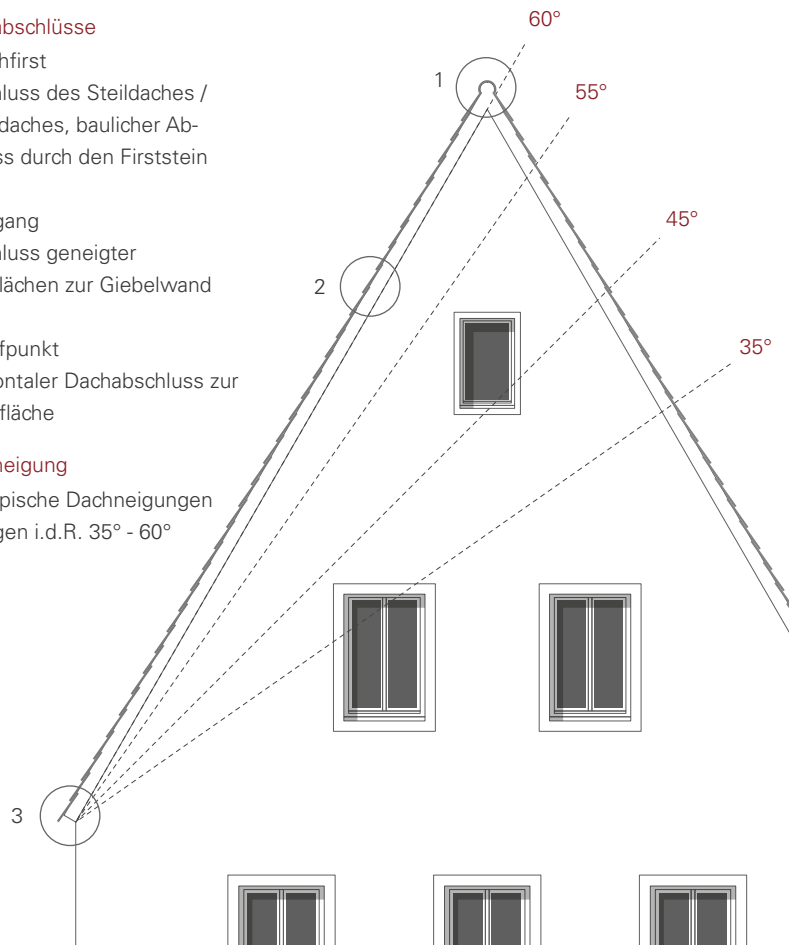 abschlüsse
hfirst
luss des Steildaches /
daches, baulicher Ab-
ss durch den Firststein
gang
luss geneigter
lächen zur Giebelwand
fpunkt
ontaler Dachabschluss zur
fläche
neigung
pische Dachneigungen
gen i.d.R. 35° - 60°
60°
1
55°
45°
2
35°
3